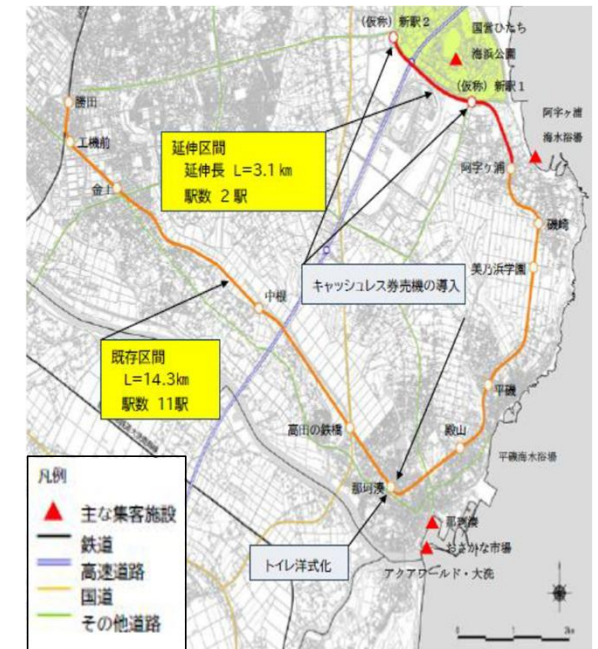 (仮称) 新駅2
国営ひたち
海浜公園
(仮称) 新駅1
阿字ヶ浦
海水浴場
勝田
工機前
金上
延伸区間
延伸長 L=3.1㎞
駅数 2駅
阿字ヶ浦
磯崎
美乃浜学園
キャッシュレス券売機の導入
中根
既存区間
L=14.3㎞
駅数 11駅
平磯
高田の鉄橋
殿山
平磯海水浴場
那珂湊
凡例
主な集客施設
鉄道
高速道路
国道
その他道路
那珂湊
おさかな市場
トイレ洋式化
アクアワールド・大洗
0 1 2km